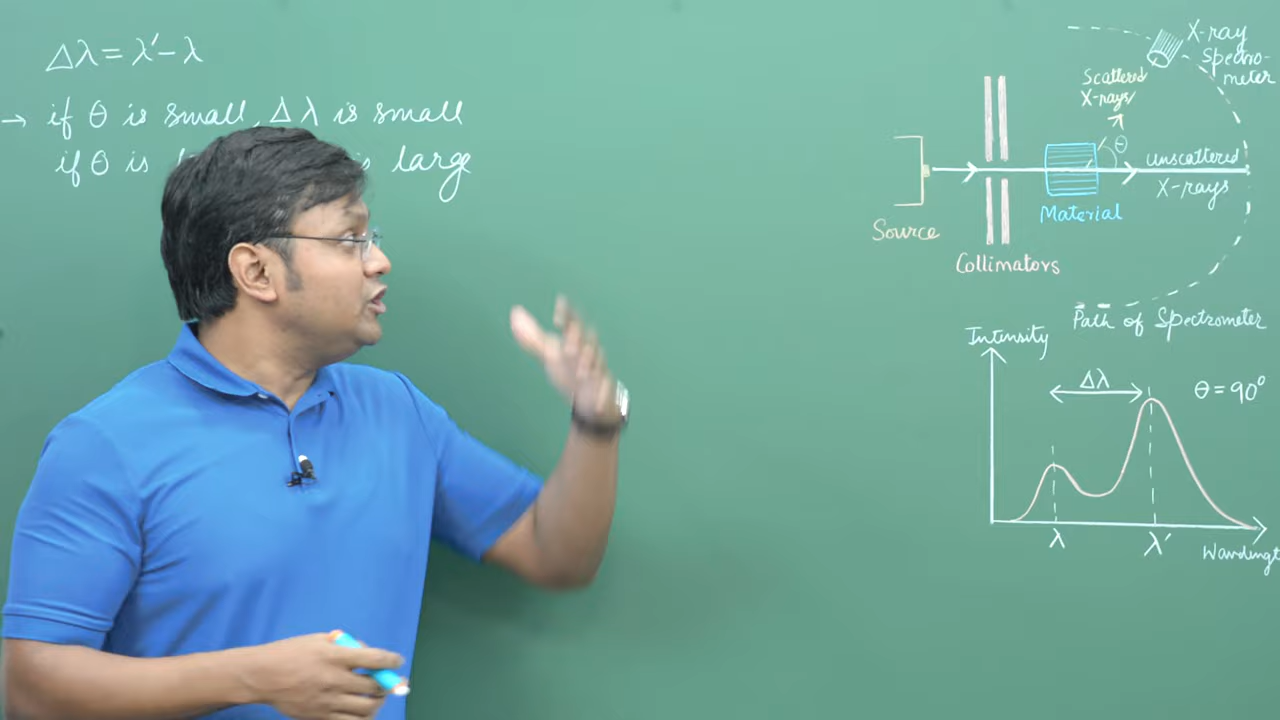 Δλ = λ' - λ
→ if θ is small, Δλ is small
if θ is is large
X-ray
Spectro-
meter
Scattered
X-rays
θ
unscattered
X-rays
Material
Source
Collimators
Path of Spectrometer
Intensity
Δλ
θ = 90°
λ λ'